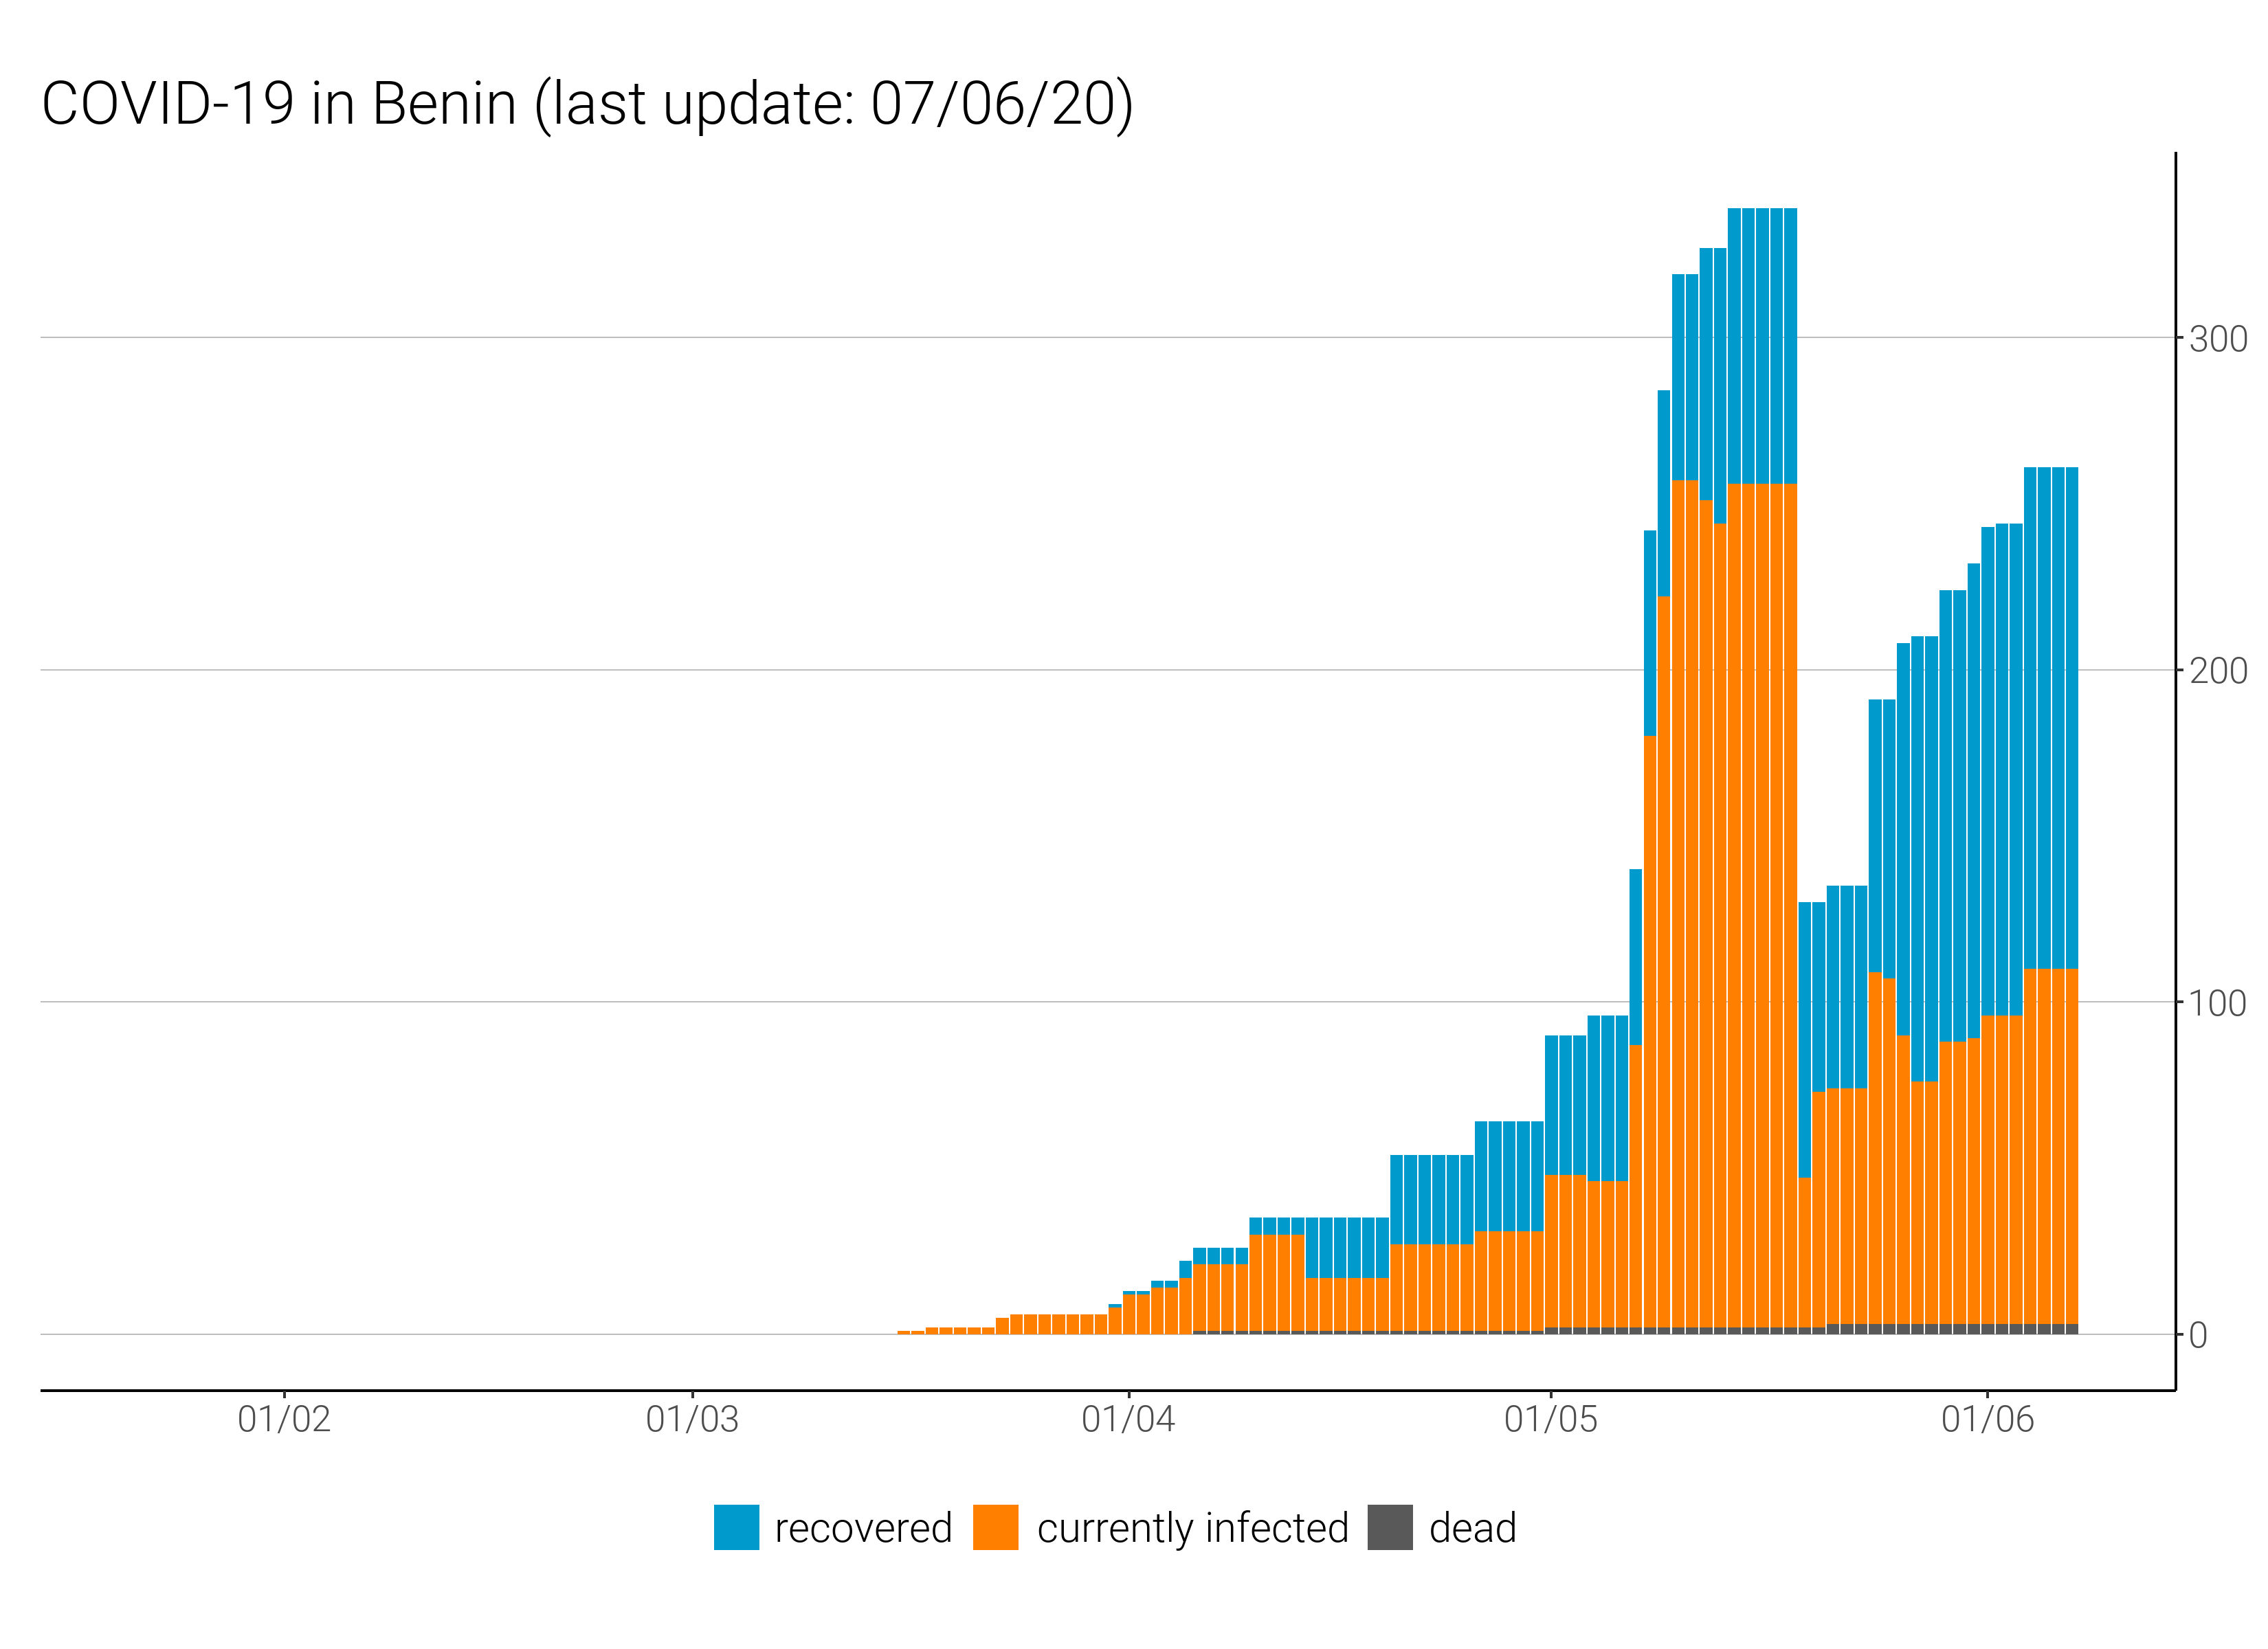 COVID-19 in Benin (last update: 07/06/20)
300
200
100
0
01/02 01/03 01/04 01/05 01/06
recovered currently infected dead